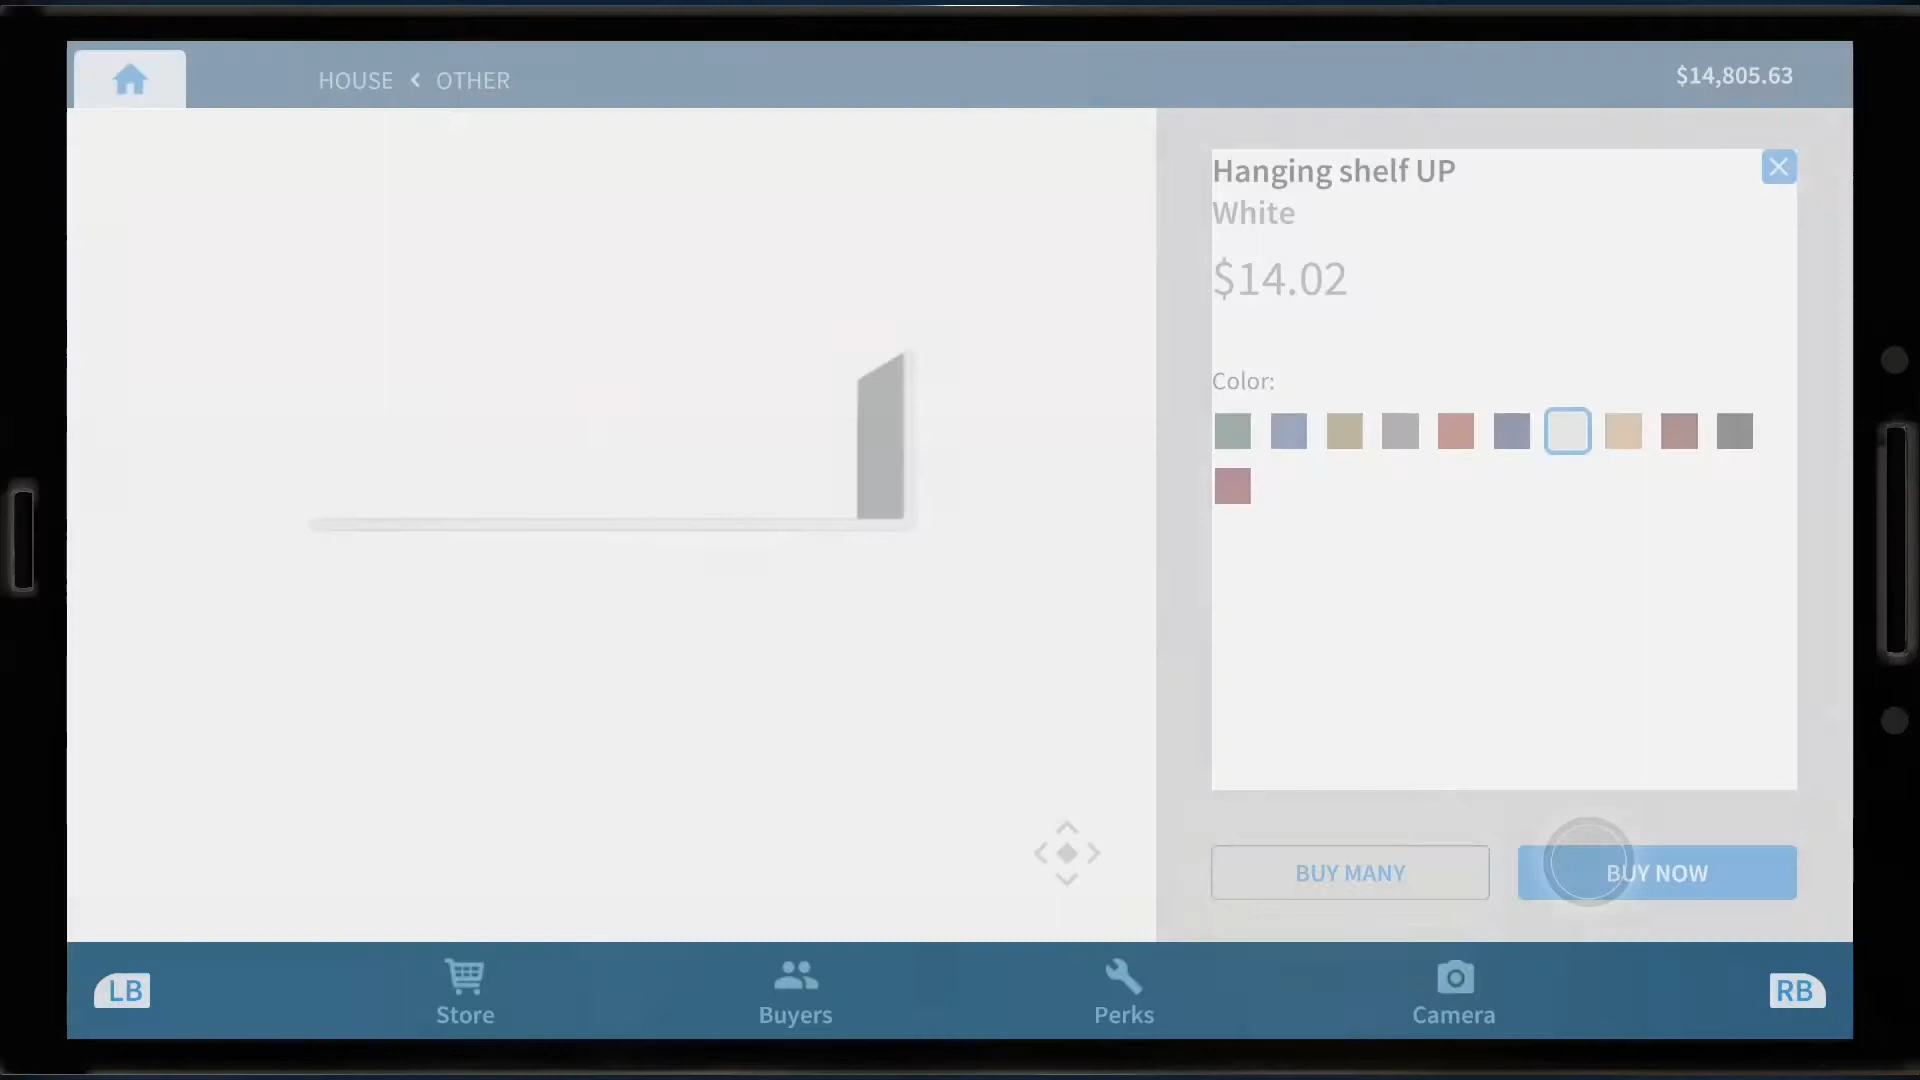 HOUSE < OTHER
$14,805.63
Hanging shelf UP
White
$14.02
Color:
BUY MANY
BUY NOW
LB
Store
Buyers
Perks
Camera
RB